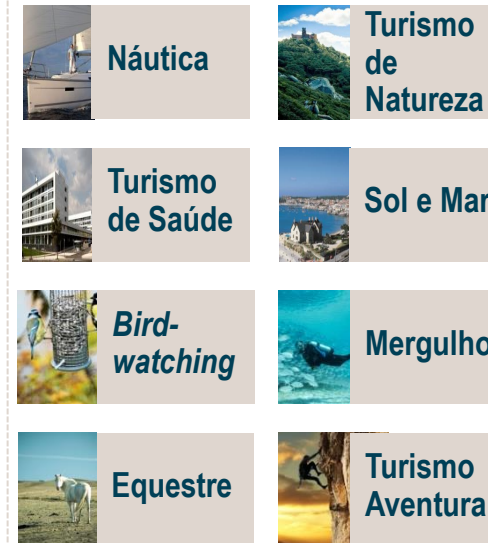 Náutica
Turismo
de
Natureza
Turismo
de Saúde
Sol e Mar
Bird-
watching
Mergulho
Equestre
Turismo
Aventura